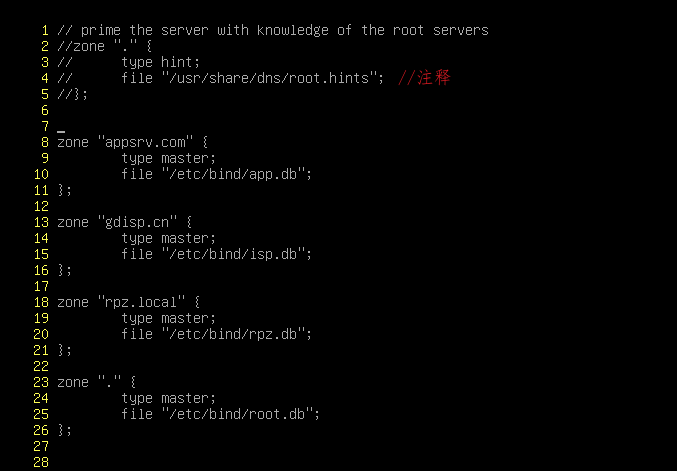 1 // prime the server with knowledge of the root servers
2 //zone "." {
3 //      type hint;
4 //      file "/usr/share/dns/root.hints";  //注释
5 //};
6
7
8 zone "appsrv.com" {
9         type master;
10         file "/etc/bind/app.db";
11 };
12
13 zone "gdisp.cn" {
14         type master;
15         file "/etc/bind/isp.db";
16 };
17
18 zone "rpz.local" {
19         type master;
20         file "/etc/bind/rpz.db";
21 };
22
23 zone "." {
24         type master;
25         file "/etc/bind/root.db";
26 };
27
28